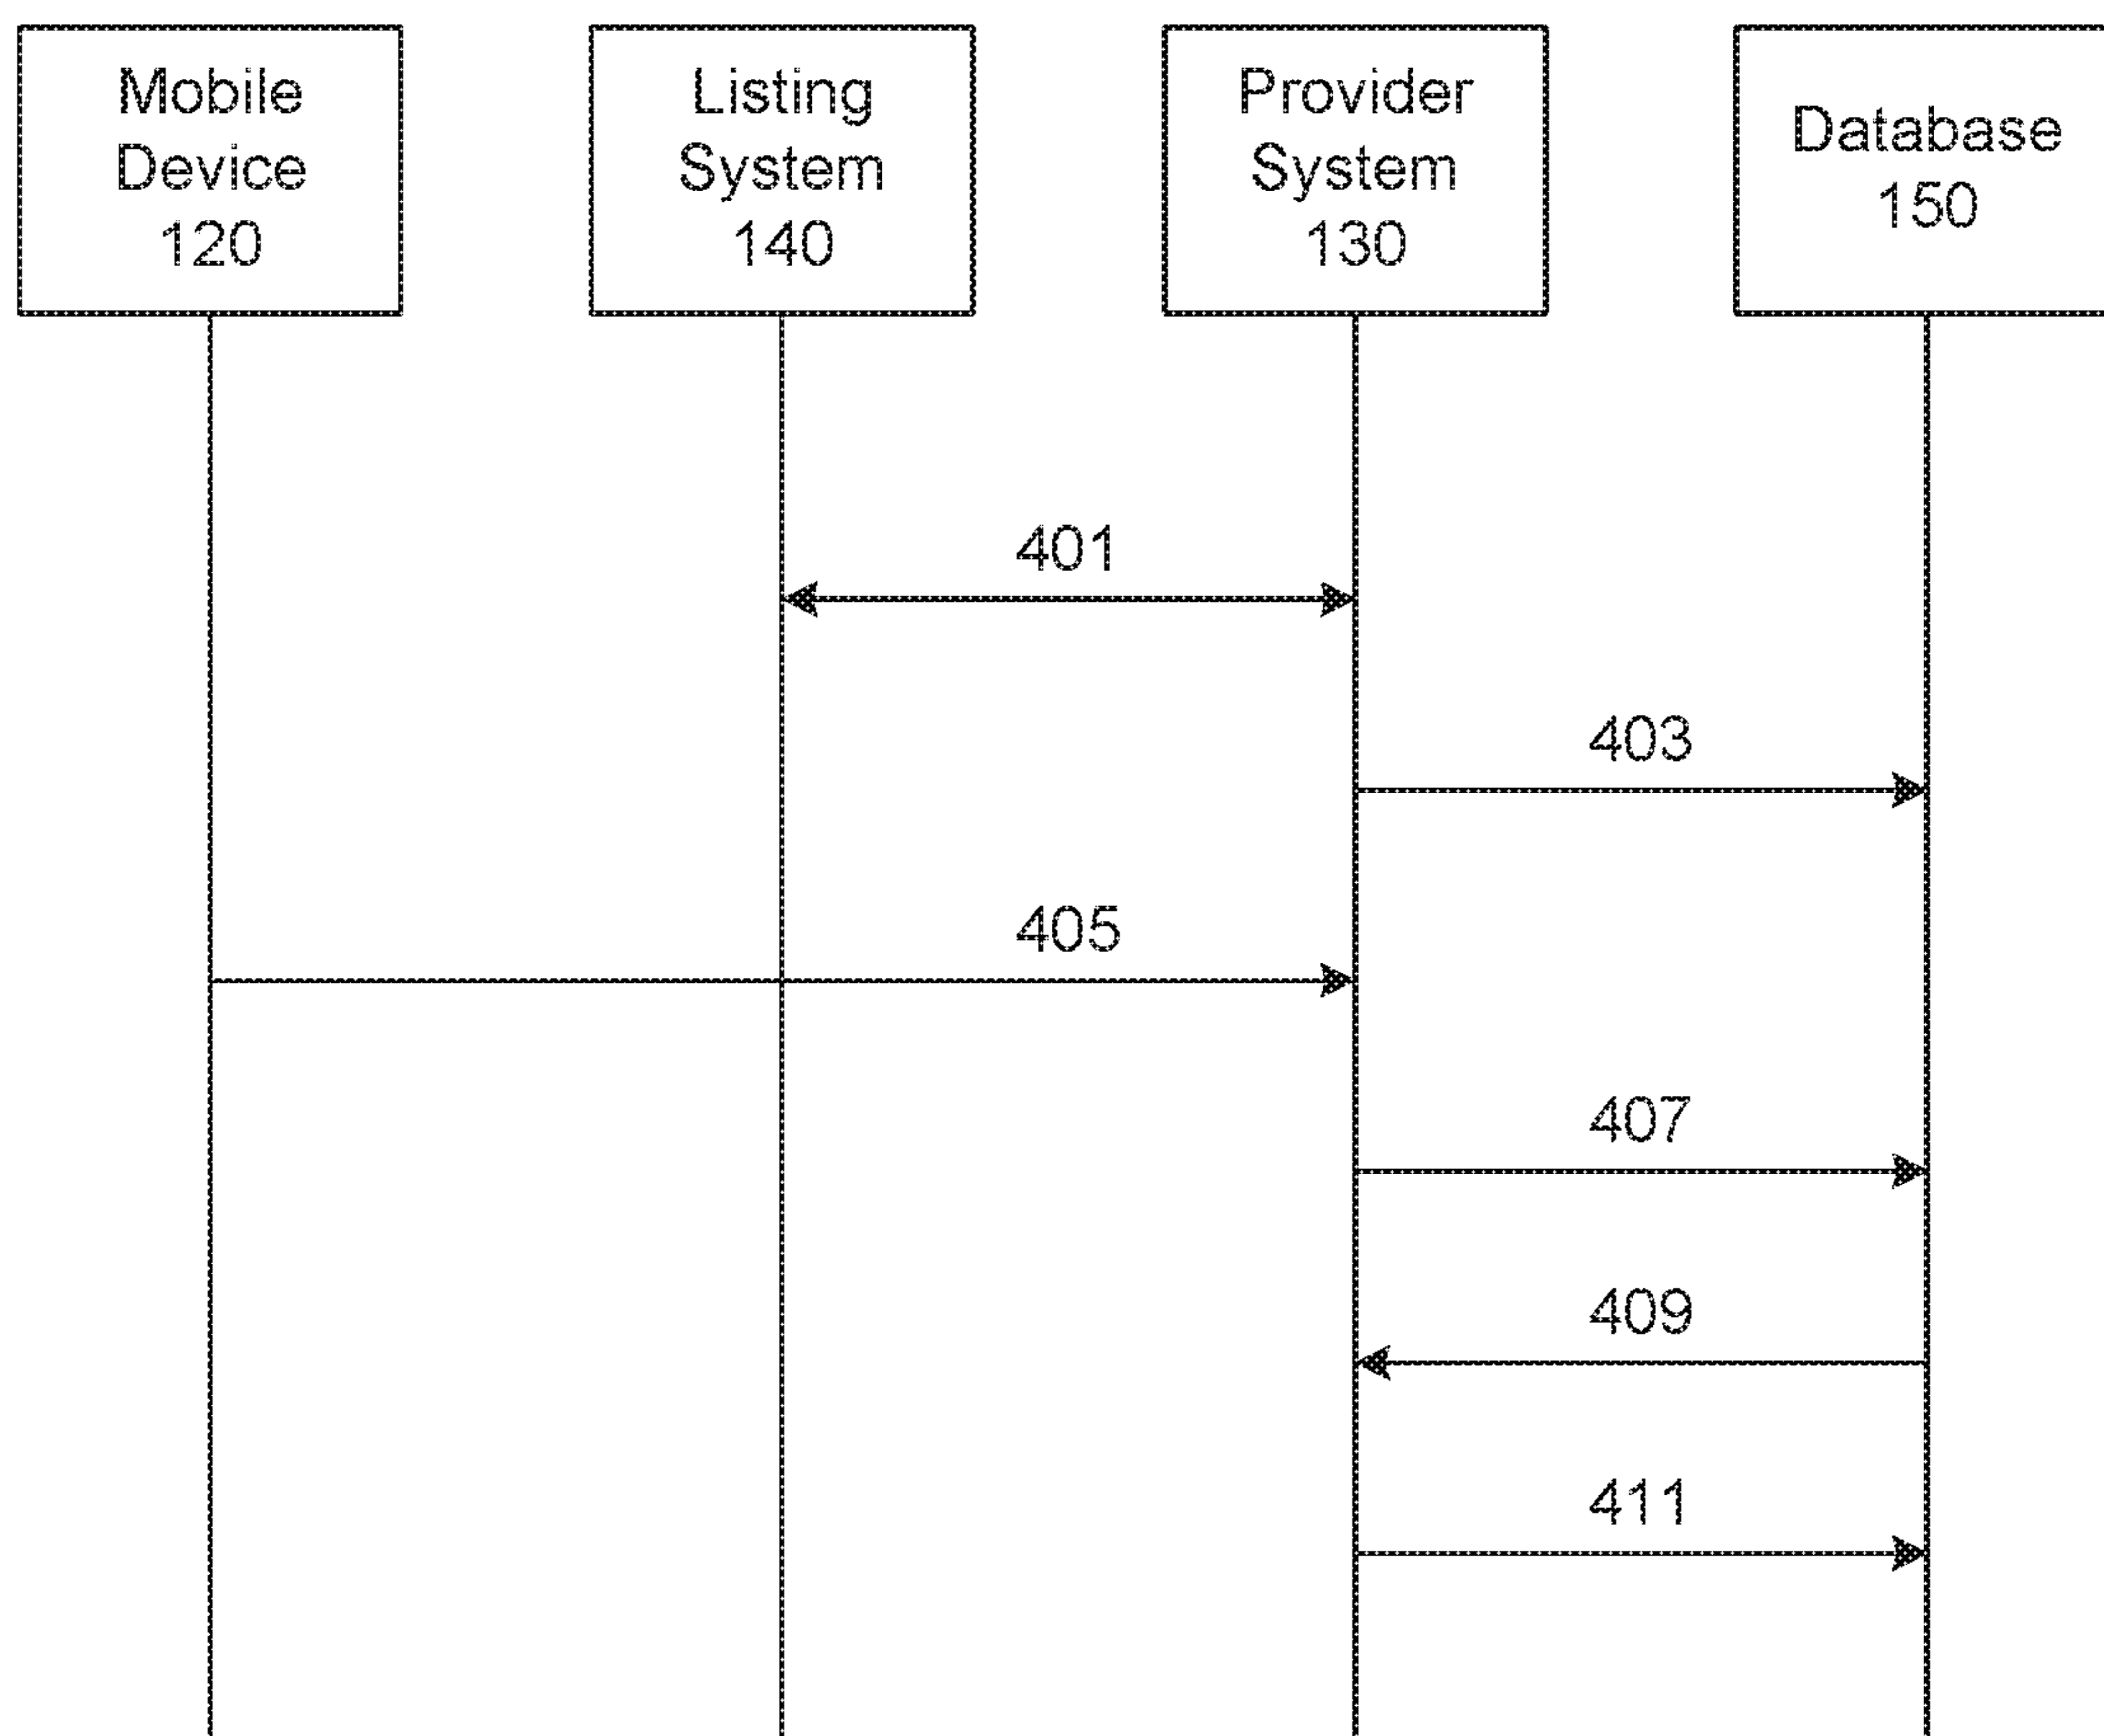 Mobile
Device
120
Listing
System
140
Provider
System
130
Database
150
401
403
405
407
409
411